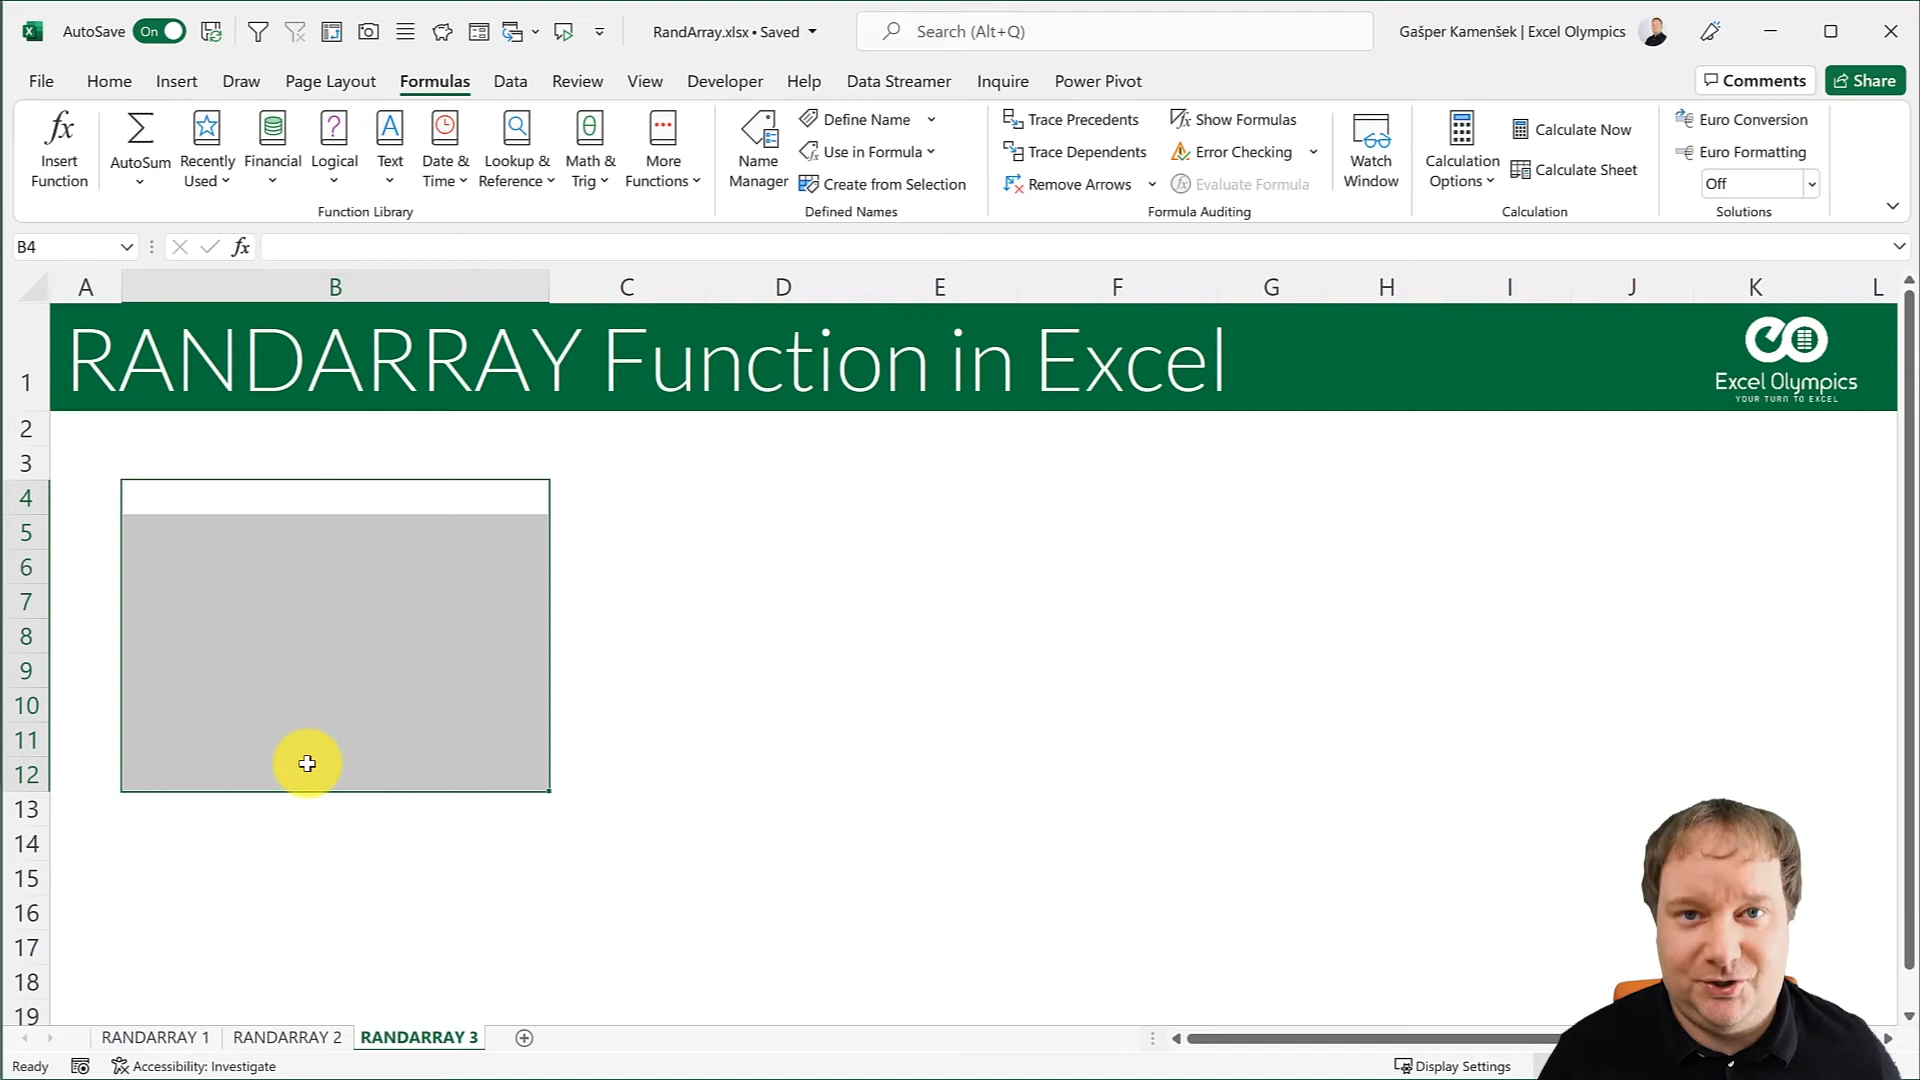 AutoSave On RandArray.xlsx • Saved Search (Alt+Q) Gašper Kamenšek | Excel Olympics
File Home Insert Draw Page Layout Formulas Data Review View Developer Help Data Streamer Inquire Power Pivot Comments Share
Insert Function
AutoSum
Recently Used
Financial
Logical
Text
Date & Time
Lookup & Reference
Math & Trig
More Functions
Function Library
Name Manager
Define Name
Use in Formula
Create from Selection
Defined Names
Trace Precedents
Trace Dependents
Remove Arrows
Show Formulas
Error Checking
Evaluate Formula
Formula Auditing
Watch Window
Calculation Options
Calculate Now
Calculate Sheet
Calculation
Euro Conversion
Euro Formatting
Off
Solutions
B4 fx
A B C D E F G H I J K L
1 RANDARRAY Function in Excel
Excel Olympics
YOUR TURN TO EXCEL
2
3
4
5
6
7
8
9
10
11
12
13
14
15
16
17
18
19
RANDARRAY 1 RANDARRAY 2 RANDARRAY 3
Ready Accessibility: Investigate Display Settings